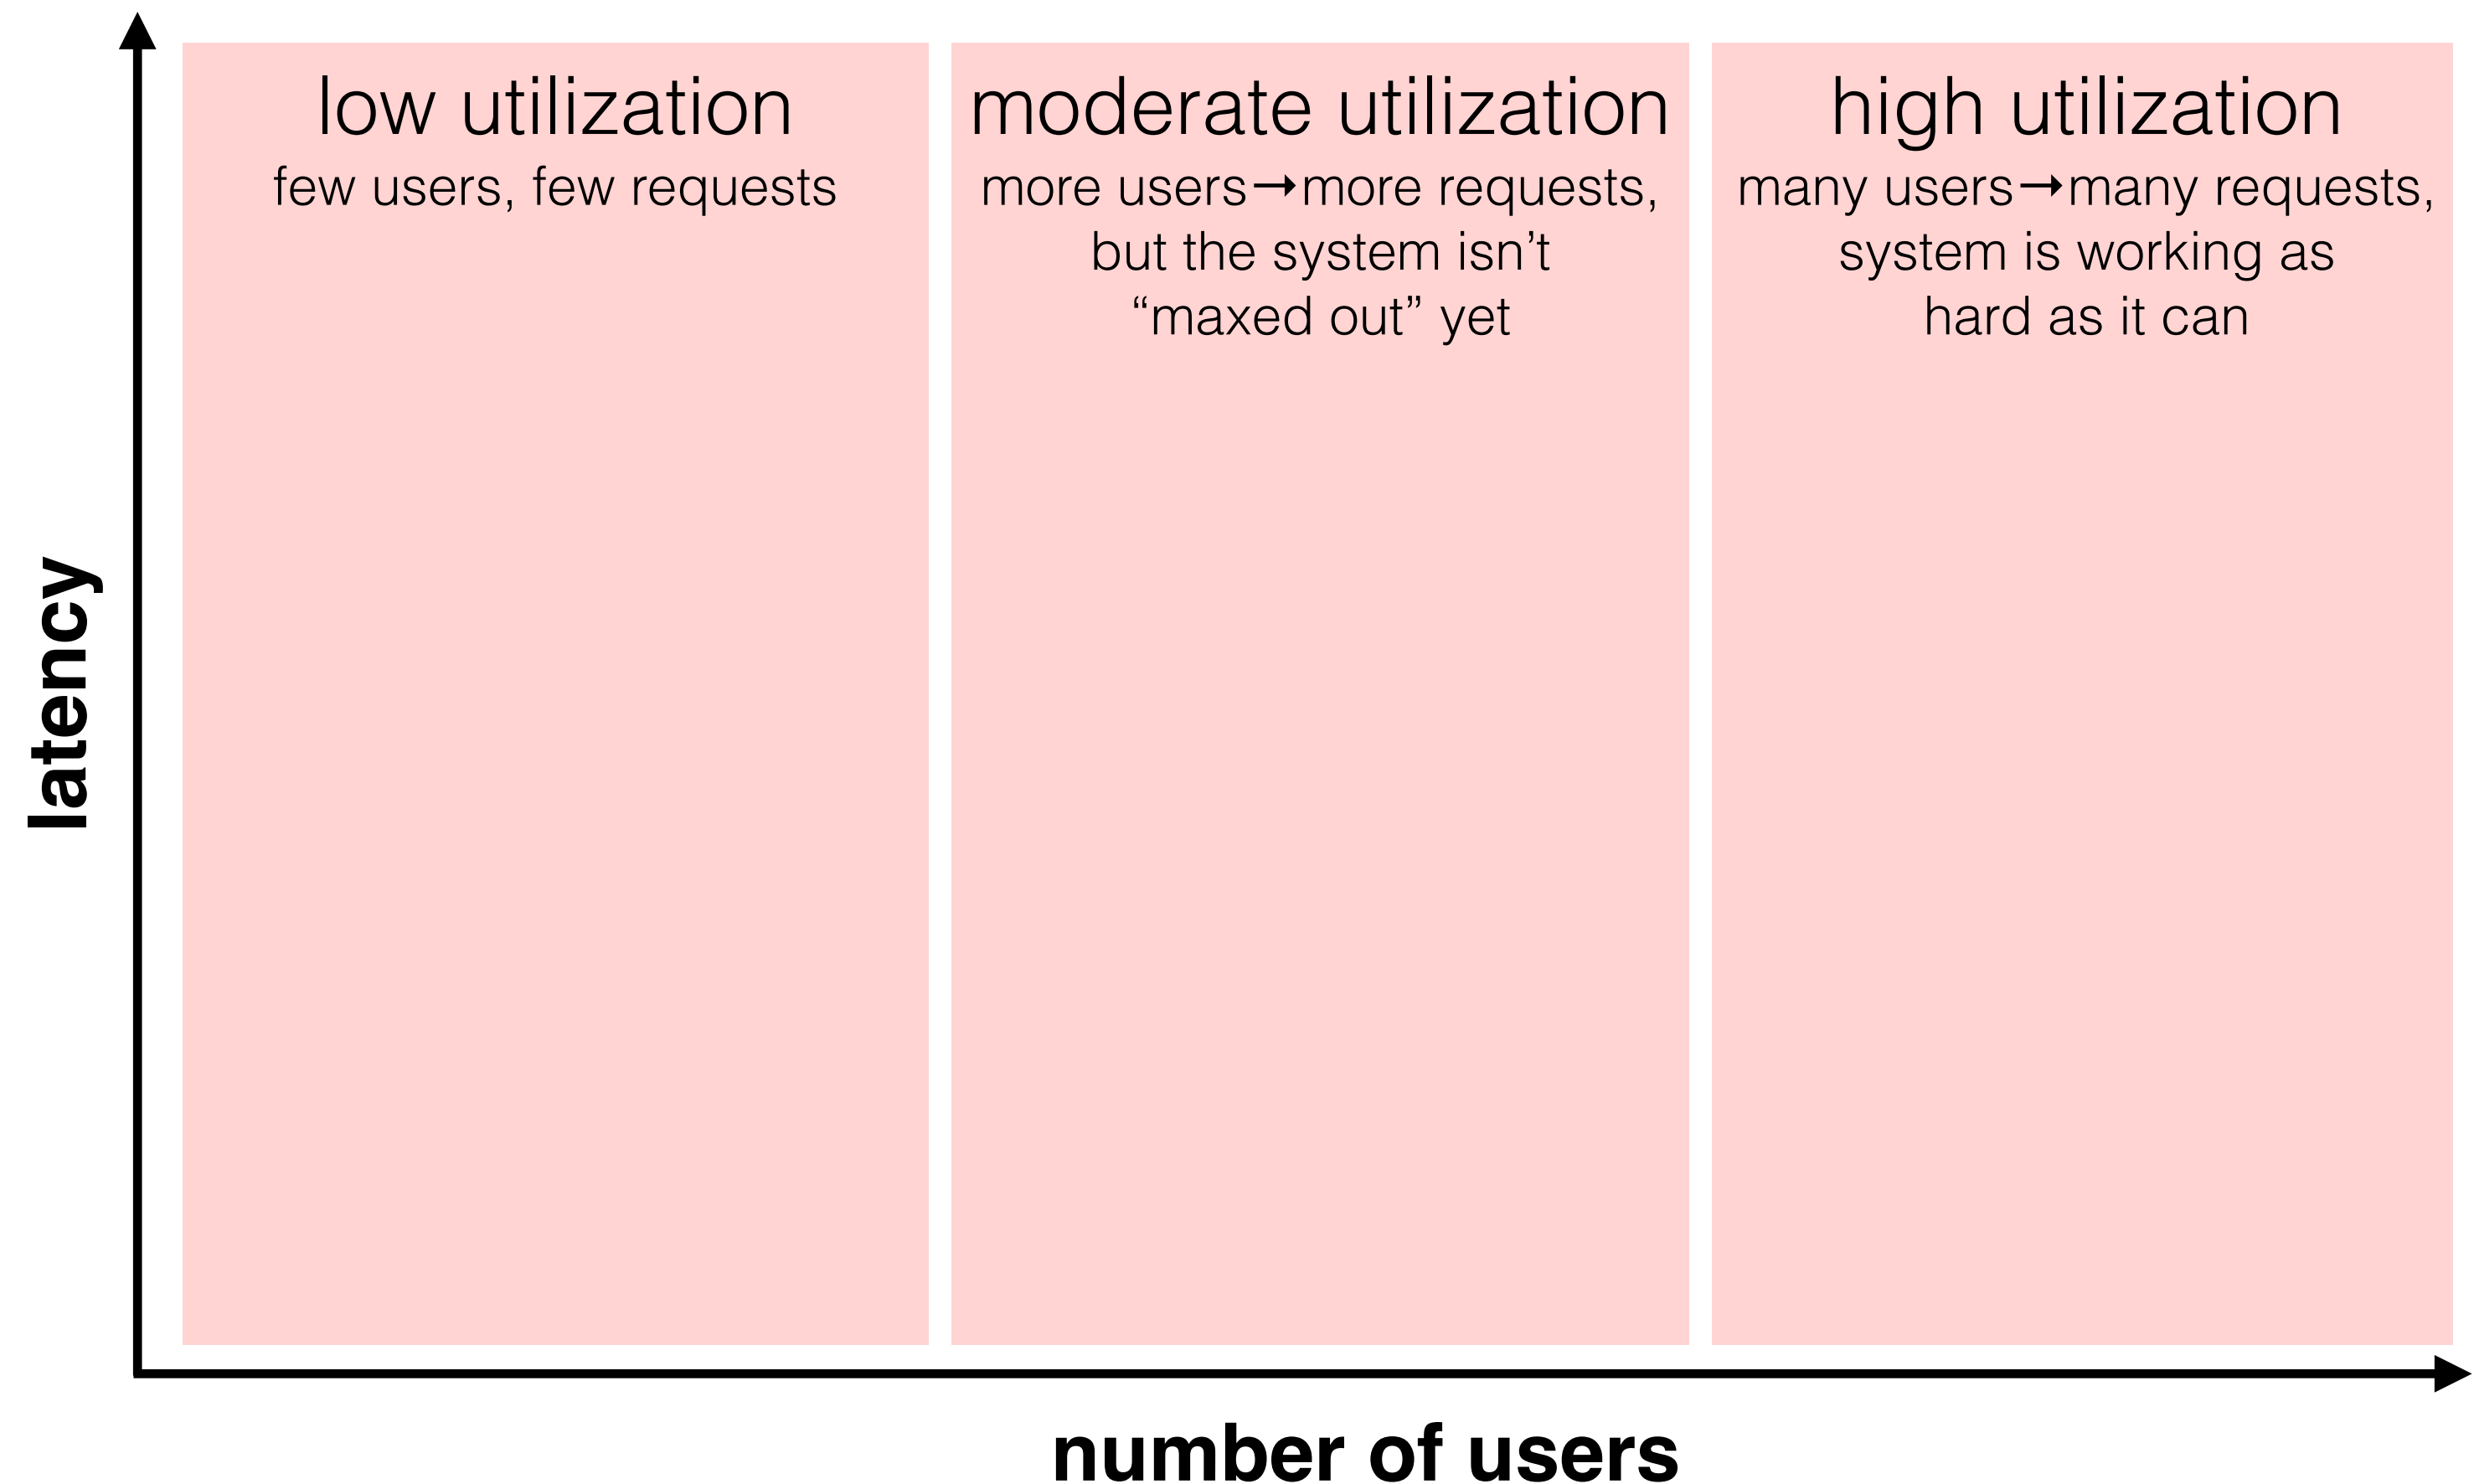 low utilization
few users, few requests
moderate utilization
more users→more requests,
but the system isn’t
“maxed out” yet
high utilization
many users→many requests,
system is working as
hard as it can
latency
number of users